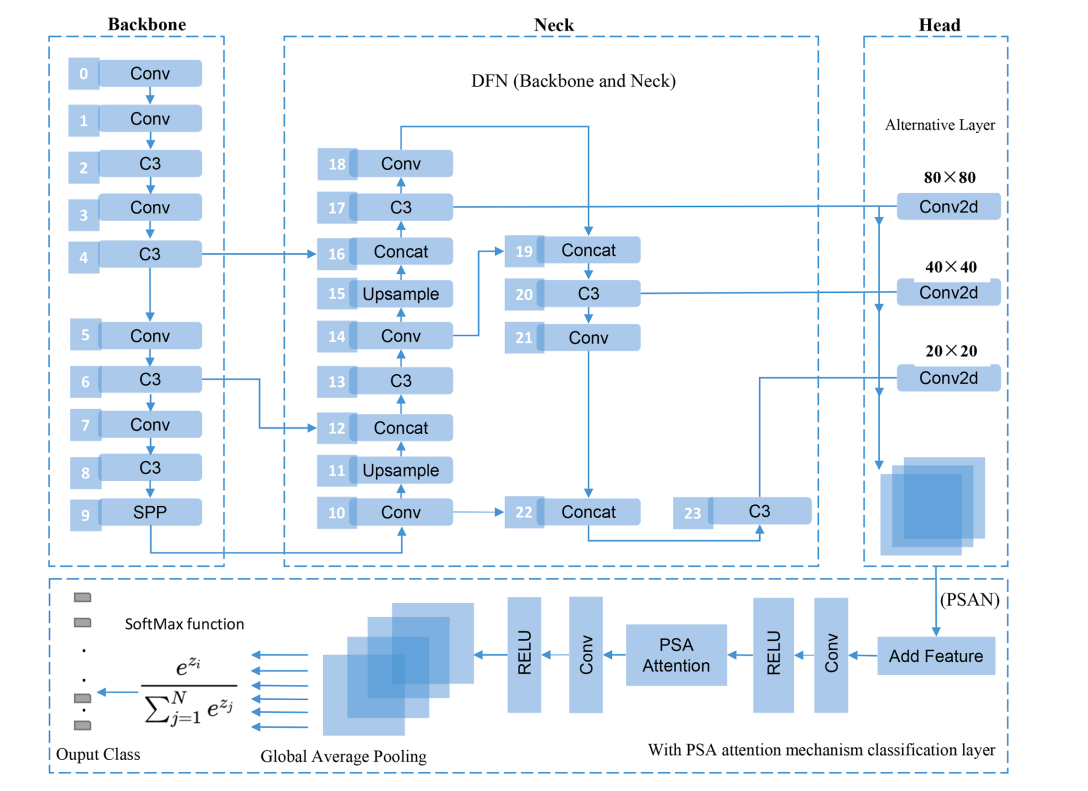 Backbone
Neck
Head
0 Conv
1 Conv
2 C3
3 Conv
4 C3
5 Conv
6 C3
7 Conv
8 C3
9 SPP
DFN (Backbone and Neck)
18 Conv
17 C3
16 Concat
15 Upsample
14 Conv
13 C3
12 Concat
11 Upsample
10 Conv
19 Concat
20 C3
21 Conv
22 Concat
23 C3
Alternative Layer
80×80
Conv2d
40×40
Conv2d
20×20
Conv2d
(PSAN)
SoftMax function
e^{z_i}
∑_{j=1}^{N} e^{z_j}
Ouput Class
Global Average Pooling
RELU
Conv
PSA
Attention
RELU
Conv
Add Feature
With PSA attention mechanism classification layer